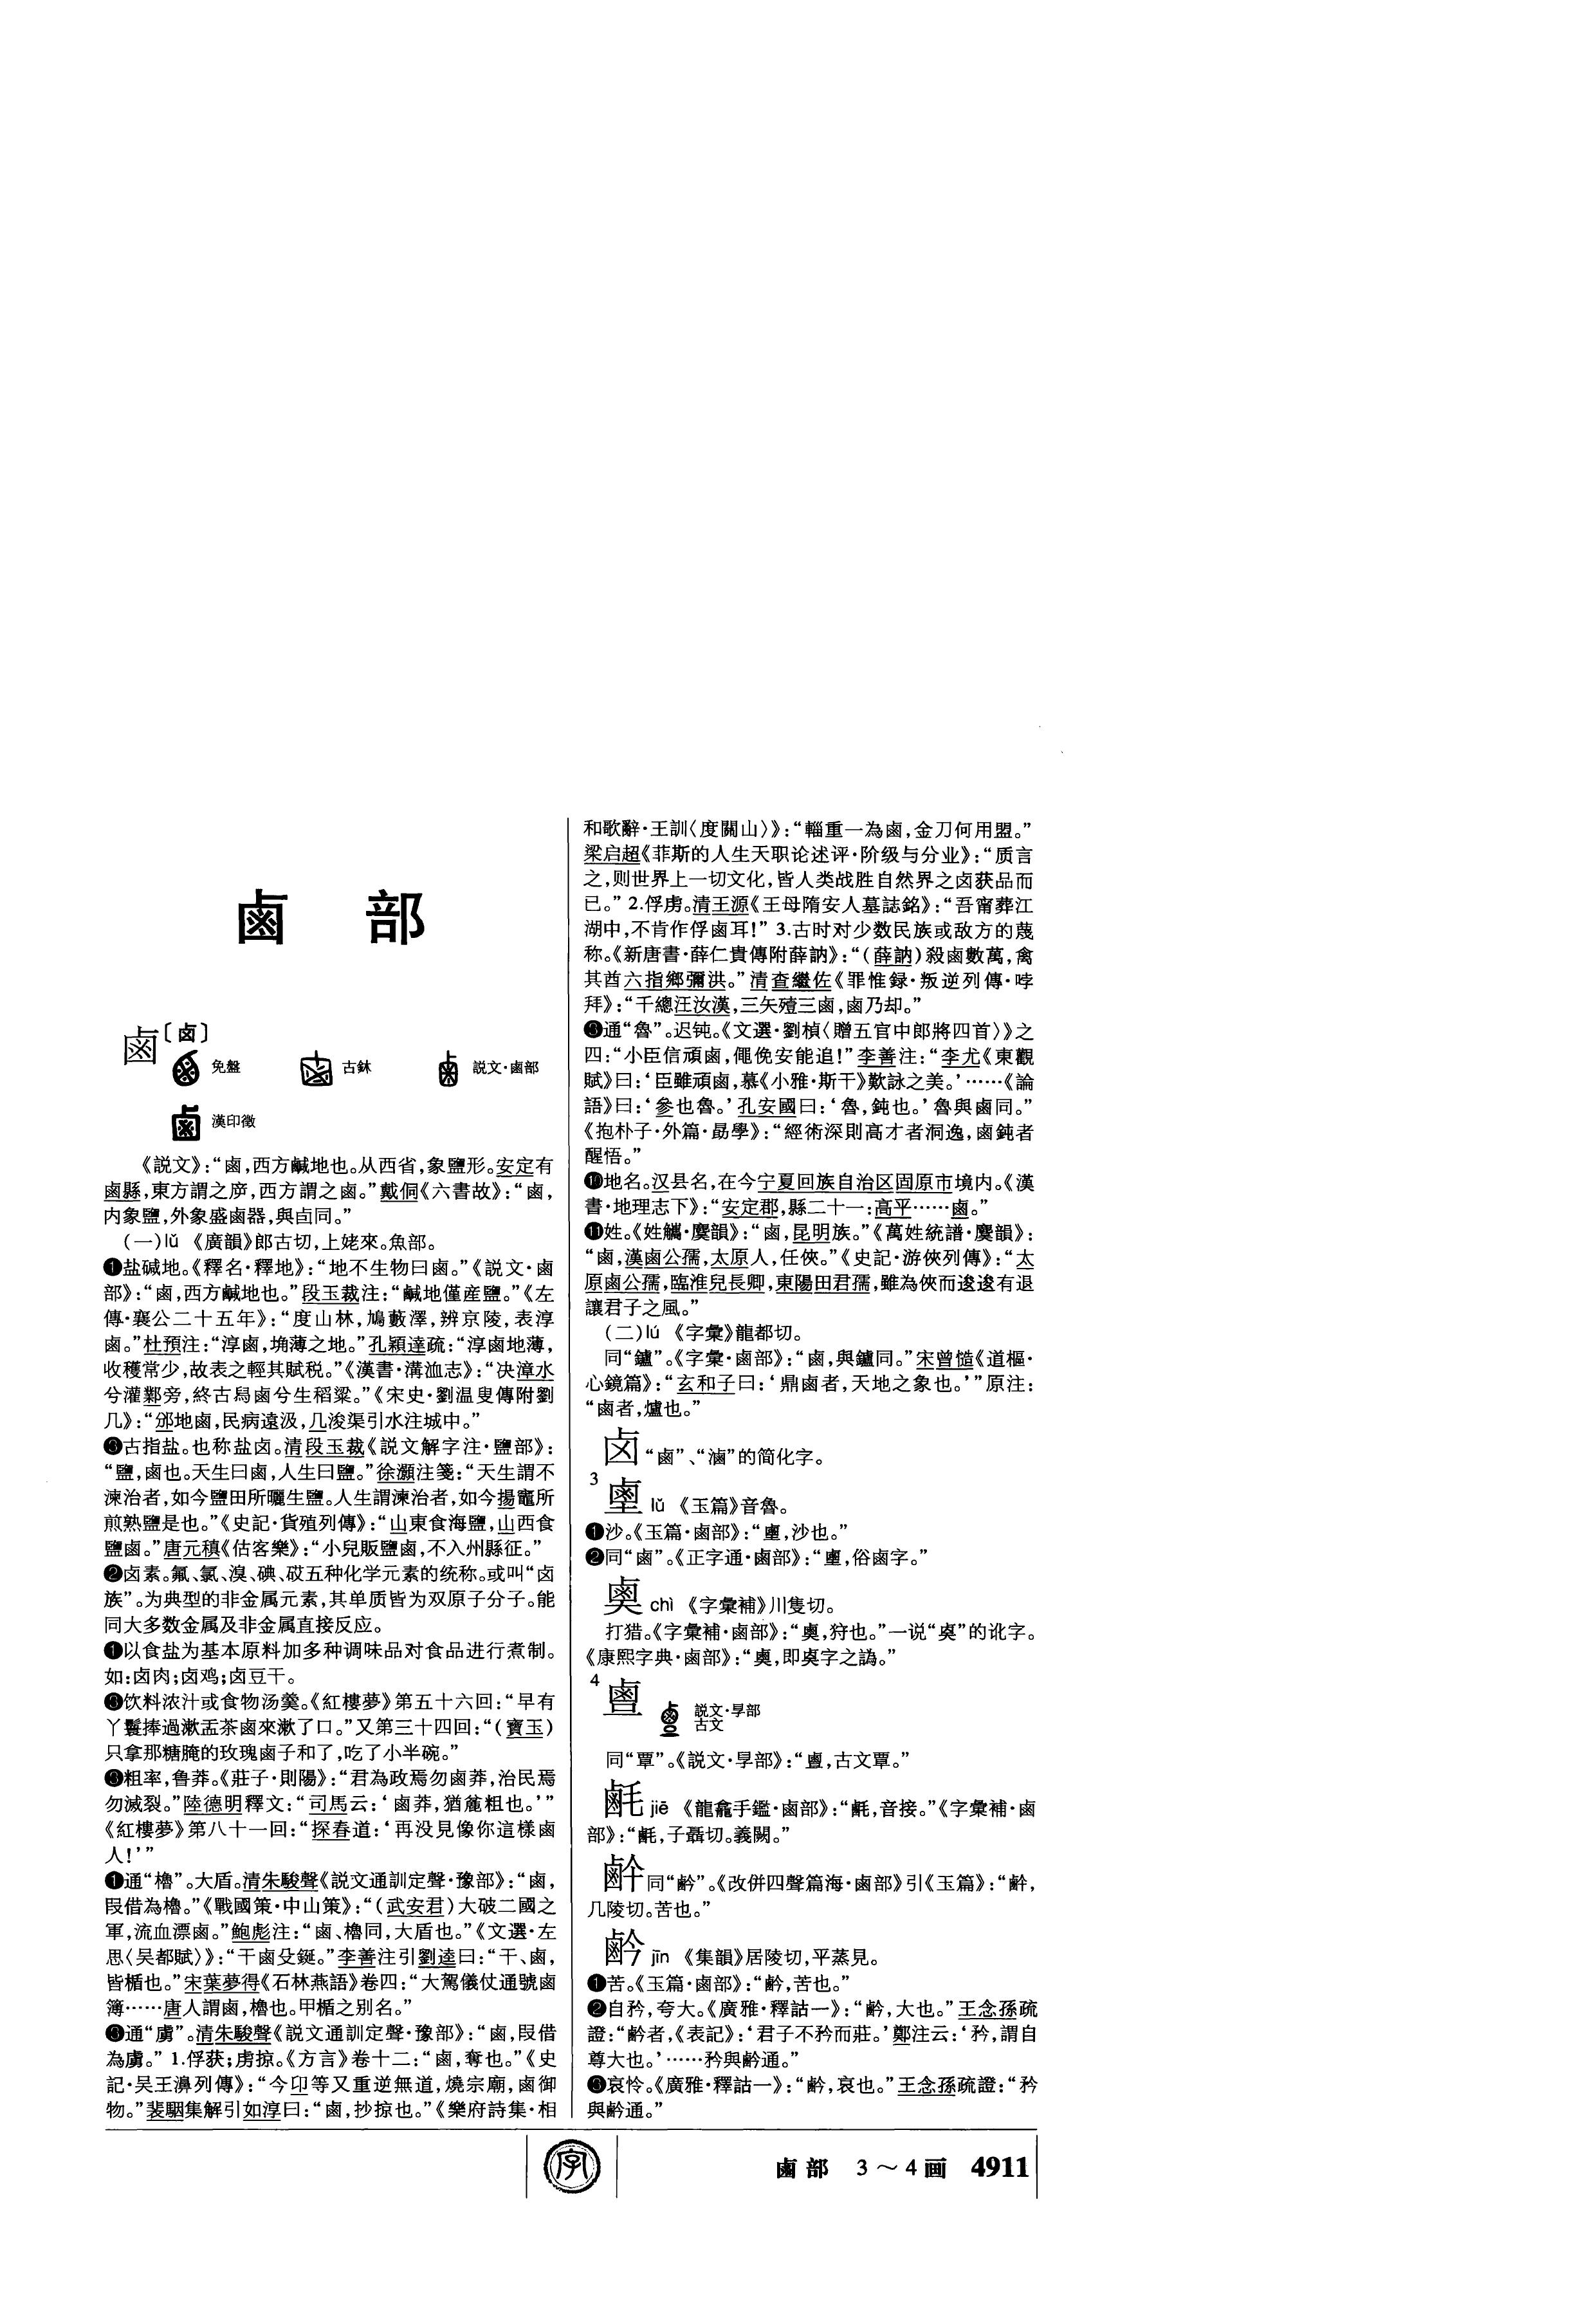 鹵 部
鹵〔卤〕
免盤 古鉢 説文·鹵部
漢印徵
《説文》：“鹵，西方鹹地也。从西省，象鹽形。安定有
鹵縣，東方謂之㡿，西方謂之鹵。”戴侗《六書故》：“鹵，
内象鹽，外象盛鹵器，與卣同。”
（一）lǔ 《廣韻》郎古切，上姥來。魚部。
❶盐碱地。《釋名·釋地》：“地不生物曰鹵。”《説文·鹵
部》：“鹵，西方鹹地也。”段玉裁注：“鹹地僅産鹽。”《左
傳·襄公二十五年》：“度山林，鳩藪澤，辨京陵，表淳
鹵。”杜預注：“淳鹵，埆薄之地。”孔穎達疏：“淳鹵地薄，
收穫常少，故表之輕其賦税。”《漢書·溝洫志》：“决漳水
兮灌鄴旁，終古舄鹵兮生稻粱。”《宋史·劉温叟傳附劉
几》：“邠地鹵，民病遠汲，几浚渠引水注城中。”
❸古指盐。也称盐卤。清段玉裁《説文解字注·鹽部》：
“鹽，鹵也。天生曰鹵，人生曰鹽。”徐灝注箋：“天生謂不
湅治者，如今鹽田所曬生鹽。人生謂湅治者，如今揚竈所
煎熟鹽是也。”《史記·貨殖列傳》：“山東食海鹽，山西食
鹽鹵。”唐元稹《估客樂》：“小兒販鹽鹵，不入州縣征。”
❷卤素。氟、氯、溴、碘、砹五种化学元素的统称。或叫“卤
族”。为典型的非金属元素，其单质皆为双原子分子。能
同大多数金属及非金属直接反应。
❶以食盐为基本原料加多种调味品对食品进行煮制。
如：卤肉；卤鸡；卤豆干。
❸饮料浓汁或食物汤羹。《紅樓夢》第五十六回：“早有
丫鬟捧過漱盂茶鹵來漱了口。”又第三十四回：“（寶玉）
只拿那糖腌的玫瑰鹵子和了，吃了小半碗。”
❸粗率，鲁莽。《莊子·則陽》：“君為政焉勿鹵莽，治民焉
勿滅裂。”陸德明釋文：“司馬云：‘鹵莽，猶麄粗也。’”
《紅樓夢》第八十一回：“探春道：‘再没見像你這樣鹵
人！’”
❶通“櫓”。大盾。清朱駿聲《説文通訓定聲·豫部》：“鹵，
叚借為櫓。”《戰國策·中山策》：“（武安君）大破二國之
軍，流血漂鹵。”鮑彪注：“鹵、櫓同，大盾也。”《文選·左
思〈吴都賦〉》：“干鹵殳鋋。”李善注引劉逵曰：“干、鹵，
皆楯也。”宋葉夢得《石林燕語》卷四：“大駕儀仗通號鹵
簿……唐人謂鹵，櫓也。甲楯之别名。”
❸通“虜”。清朱駿聲《説文通訓定聲·豫部》：“鹵，叚借
為虜。” 1.俘获；虏掠。《方言》卷十二：“鹵，奪也。”《史
記·吴王濞列傳》：“今卬等又重逆無道，燒宗廟，鹵御
物。”裴駰集解引如淳曰：“鹵，抄掠也。”《樂府詩集·相
和歌辭·王訓〈度關山〉》：“輜重一為鹵，金刀何用盟。”
梁启超《菲斯的人生天职论述评·阶级与分业》：“质言
之，则世界上一切文化，皆人类战胜自然界之卤获品而
已。” 2.俘虏。清王源《王母隋安人墓誌銘》：“吾甯葬江
湖中，不肯作俘鹵耳！” 3.古时对少数民族或敌方的蔑
称。《新唐書·薛仁貴傳附薛訥》：“（薛訥）殺鹵數萬，禽
其酋六指鄉彌洪。”清查繼佐《罪惟録·叛逆列傳·哱
拜》：“千總汪汝漢，三矢殪三鹵，鹵乃却。”
❸通“魯”。迟钝。《文選·劉楨〈贈五官中郎將四首〉》之
四：“小臣信頑鹵，僶俛安能追！”李善注：“李尤《東觀
賦》曰：‘臣雖頑鹵，慕《小雅·斯干》歎詠之美。’……《論
語》曰：‘參也魯。’孔安國曰：‘魯，鈍也。’魯與鹵同。”
《抱朴子·外篇·勗學》：“經術深則高才者洞逸，鹵鈍者
醒悟。”
❿地名。汉县名，在今宁夏回族自治区固原市境内。《漢
書·地理志下》：“安定郡，縣二十一：高平……鹵。”
⓫姓。《姓觿·麌韻》：“鹵，昆明族。”《萬姓統譜·麌韻》：
“鹵，漢鹵公孺，太原人，任俠。”《史記·游俠列傳》：“太
原鹵公孺，臨淮兒長卿，東陽田君孺，雖為俠而逡逡有退
讓君子之風。”
（二）lú 《字彙》龍都切。
同“鑪”。《字彙·鹵部》：“鹵，與鑪同。”宋曾慥《道樞·
心鏡篇》：“玄和子曰：‘鼎鹵者，天地之象也。’”原注：
“鹵者，爐也。”
卤 “鹵”、“滷”的简化字。
3
lǔ 《玉篇》音魯。
❶沙。《玉篇·鹵部》：“，沙也。”
❷同“鹵”。《正字通·鹵部》：“，俗鹵字。”
chì 《字彙補》川隻切。
打猎。《字彙補·鹵部》：“，狩也。”一说“”的讹字。
《康熙字典·鹵部》：“，即字之譌。”
4
説文·㫗部
古文
同“覃”。《説文·㫗部》：“，古文覃。”
jiē 《龍龕手鑑·鹵部》：“，音接。”《字彙補·鹵
部》：“，子聶切。義闕。”
同“䶖”。《改併四聲篇海·鹵部》引《玉篇》：“，
几陵切。苦也。”
䶖 jīn 《集韻》居陵切，平蒸見。
❶苦。《玉篇·鹵部》：“䶖，苦也。”
❷自矜，夸大。《廣雅·釋詁一》：“䶖，大也。”王念孫疏
證：“䶖者，《表記》：‘君子不矜而莊。’鄭注云：‘矜，謂自
尊大也。’……矜與䶖通。”
❸哀怜。《廣雅·釋詁一》：“䶖，哀也。”王念孫疏證：“矜
與䶖通。”
字
鹵部 3～4画 4911